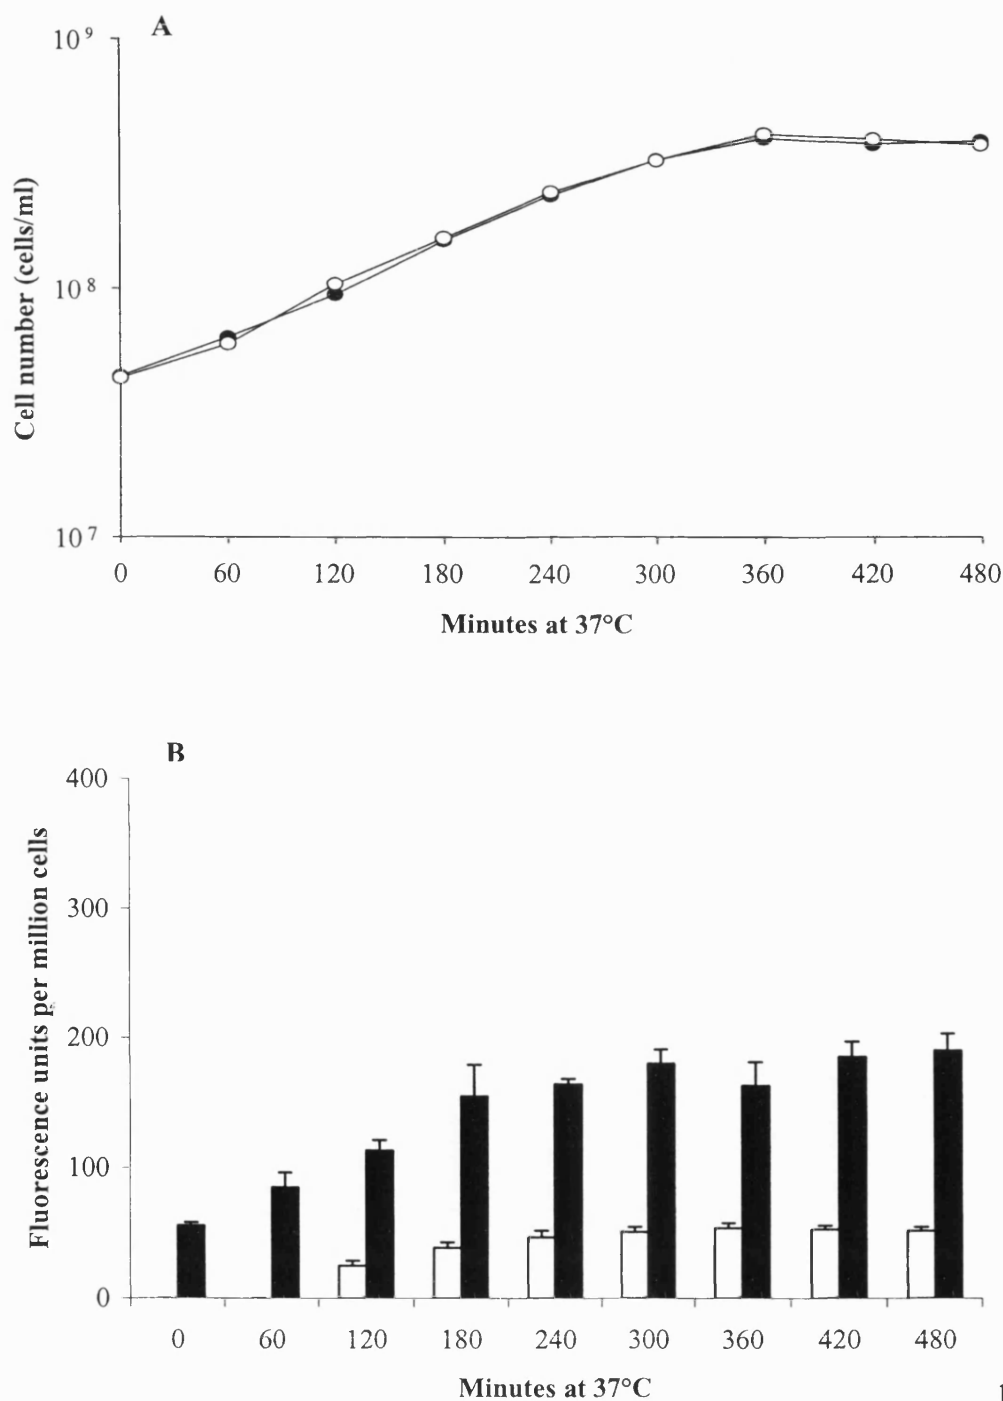 A
10⁹
10⁸
10⁷
Cell number (cells/ml)
0 60 120 180 240 300 360 420 480
Minutes at 37°C
B
400
300
200
100
0
Fluorescence units per million cells
0 60 120 180 240 300 360 420 480
Minutes at 37°C